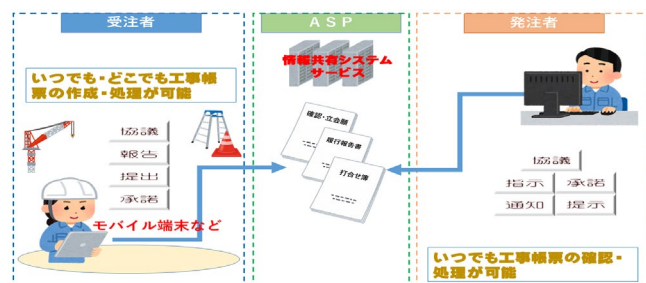 受注者
いつでも・どこでも工事帳
票の作成・処理が可能
協議
報告
提出
承諾
モバイル端末など
ASP
情報共有システム
サービス
確認・立会願
履行報告書
打合せ簿
発注者
協議
指示 承諾
通知 提示
いつでも工事帳票の確認・
処理が可能